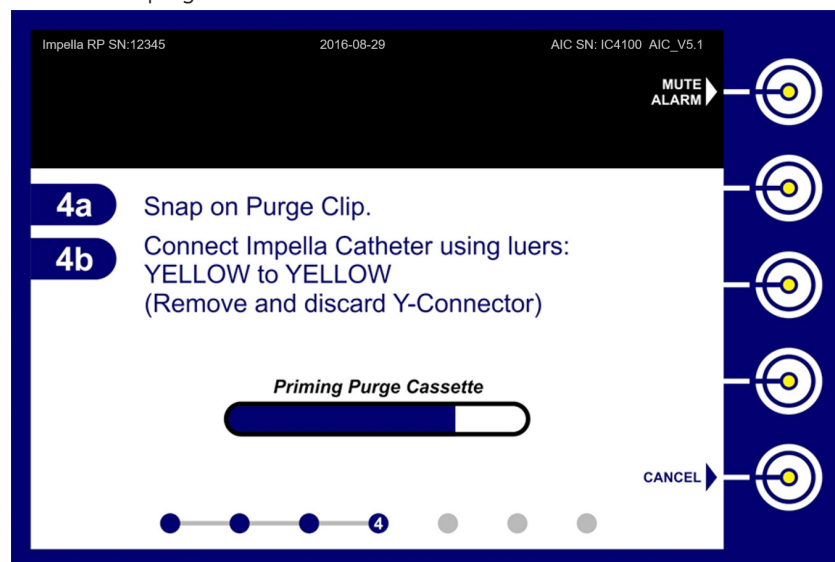 Impella RP SN:12345
2016-08-29
AIC SN: IC4100 AIC_V5.1
MUTE
ALARM
4a
Snap on Purge Clip.
4b
Connect Impella Catheter using luers:
YELLOW to YELLOW
(Remove and discard Y-Connector)
Priming Purge Cassette
CANCEL
4